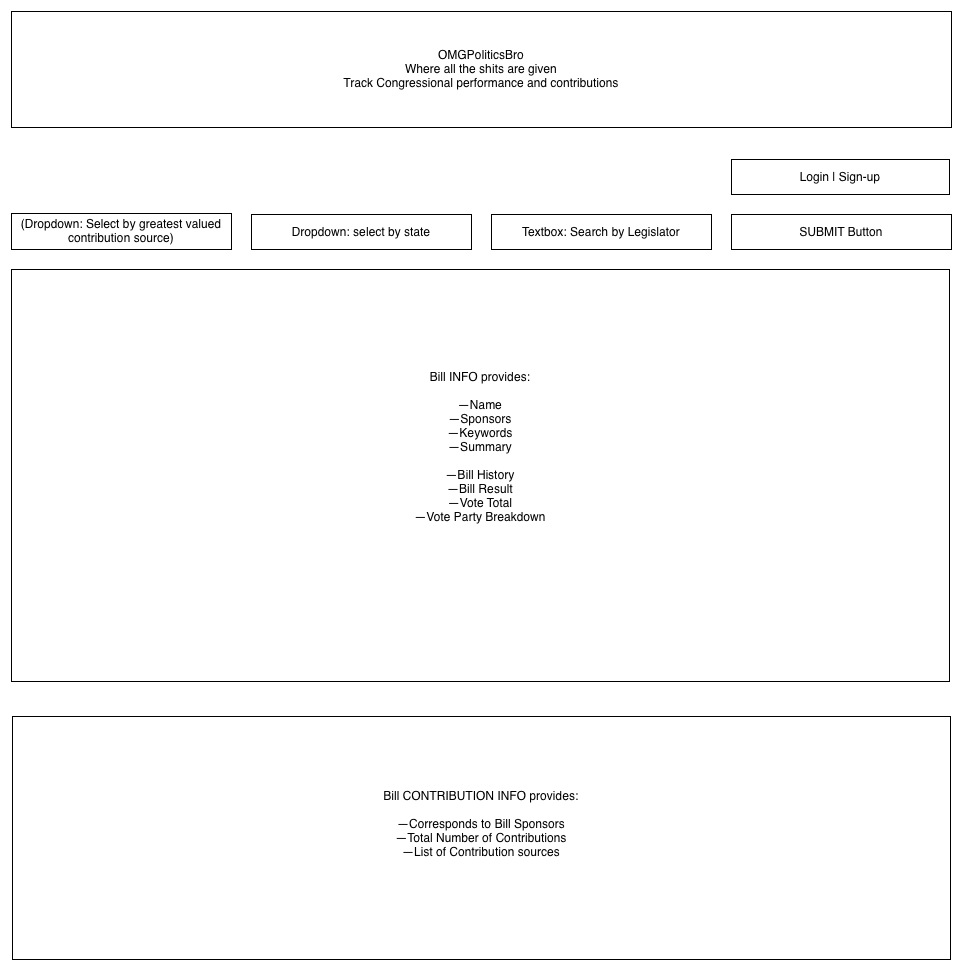 OMGPoliticsBro
Where all the shits are given
Track Congressional performance and contributions
Login | Sign-up
(Dropdown: Select by greatest valued
contribution source)
Dropdown: select by state
Textbox: Search by Legislator
SUBMIT Button
Bill INFO provides:
—Name
—Sponsors
—Keywords
—Summary
—Bill History
—Bill Result
—Vote Total
—Vote Party Breakdown
Bill CONTRIBUTION INFO provides:
—Corresponds to Bill Sponsors
—Total Number of Contributions
—List of Contribution sources